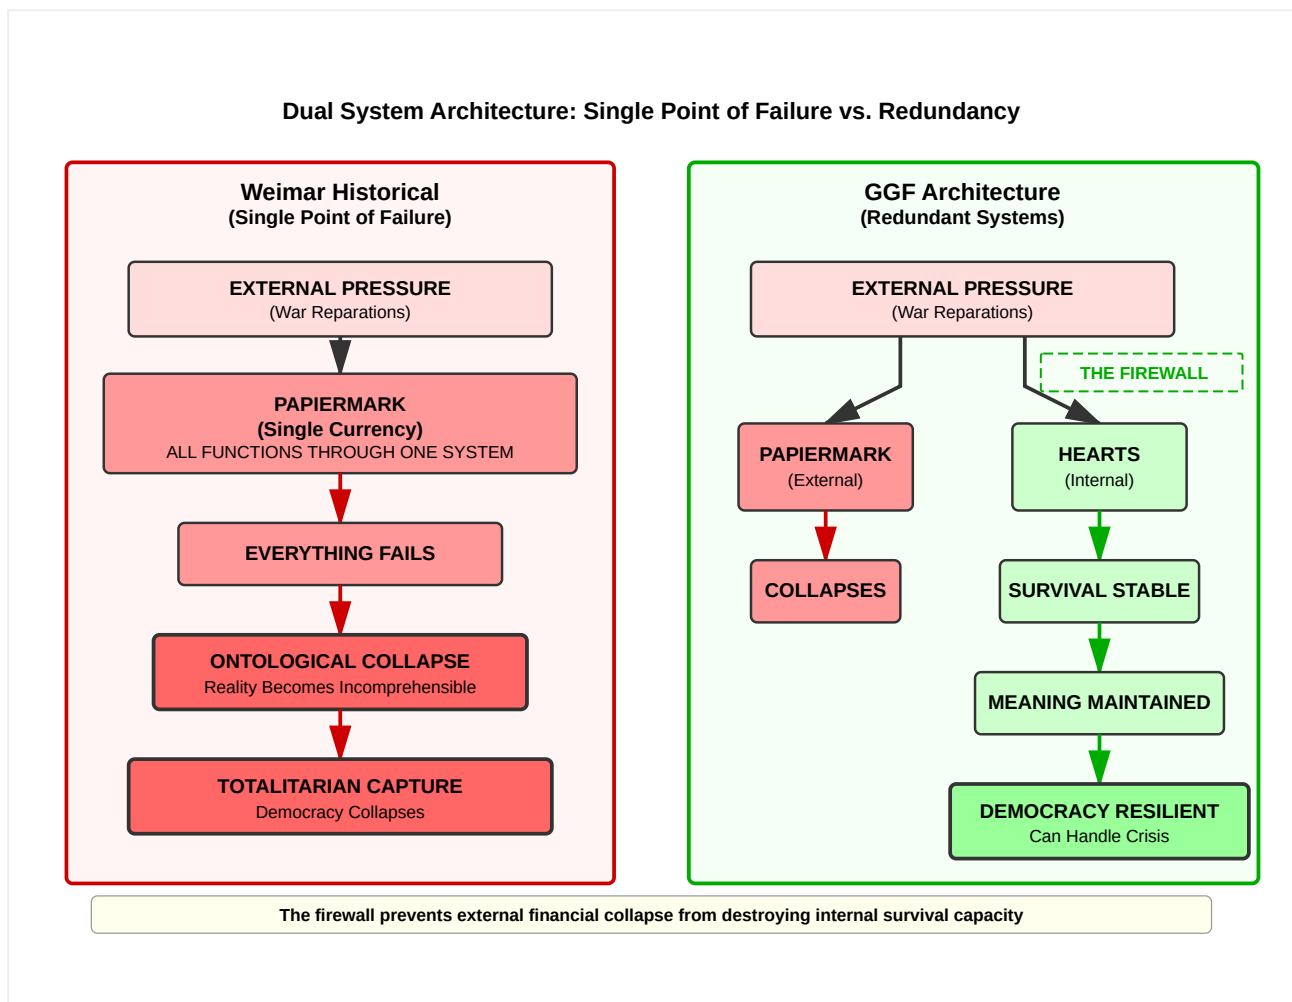 Dual System Architecture: Single Point of Failure vs. Redundancy
Weimar Historical
(Single Point of Failure)
EXTERNAL PRESSURE
(War Reparations)
PAPIERMARK
(Single Currency)
ALL FUNCTIONS THROUGH ONE SYSTEM
EVERYTHING FAILS
ONTOLOGICAL COLLAPSE
Reality Becomes Incomprehensible
TOTALITARIAN CAPTURE
Democracy Collapses
GGF Architecture
(Redundant Systems)
EXTERNAL PRESSURE
(War Reparations)
THE FIREWALL
PAPIERMARK
(External)
COLLAPSES
HEARTS
(Internal)
SURVIVAL STABLE
MEANING MAINTAINED
DEMOCRACY RESILIENT
Can Handle Crisis
The firewall prevents external financial collapse from destroying internal survival capacity